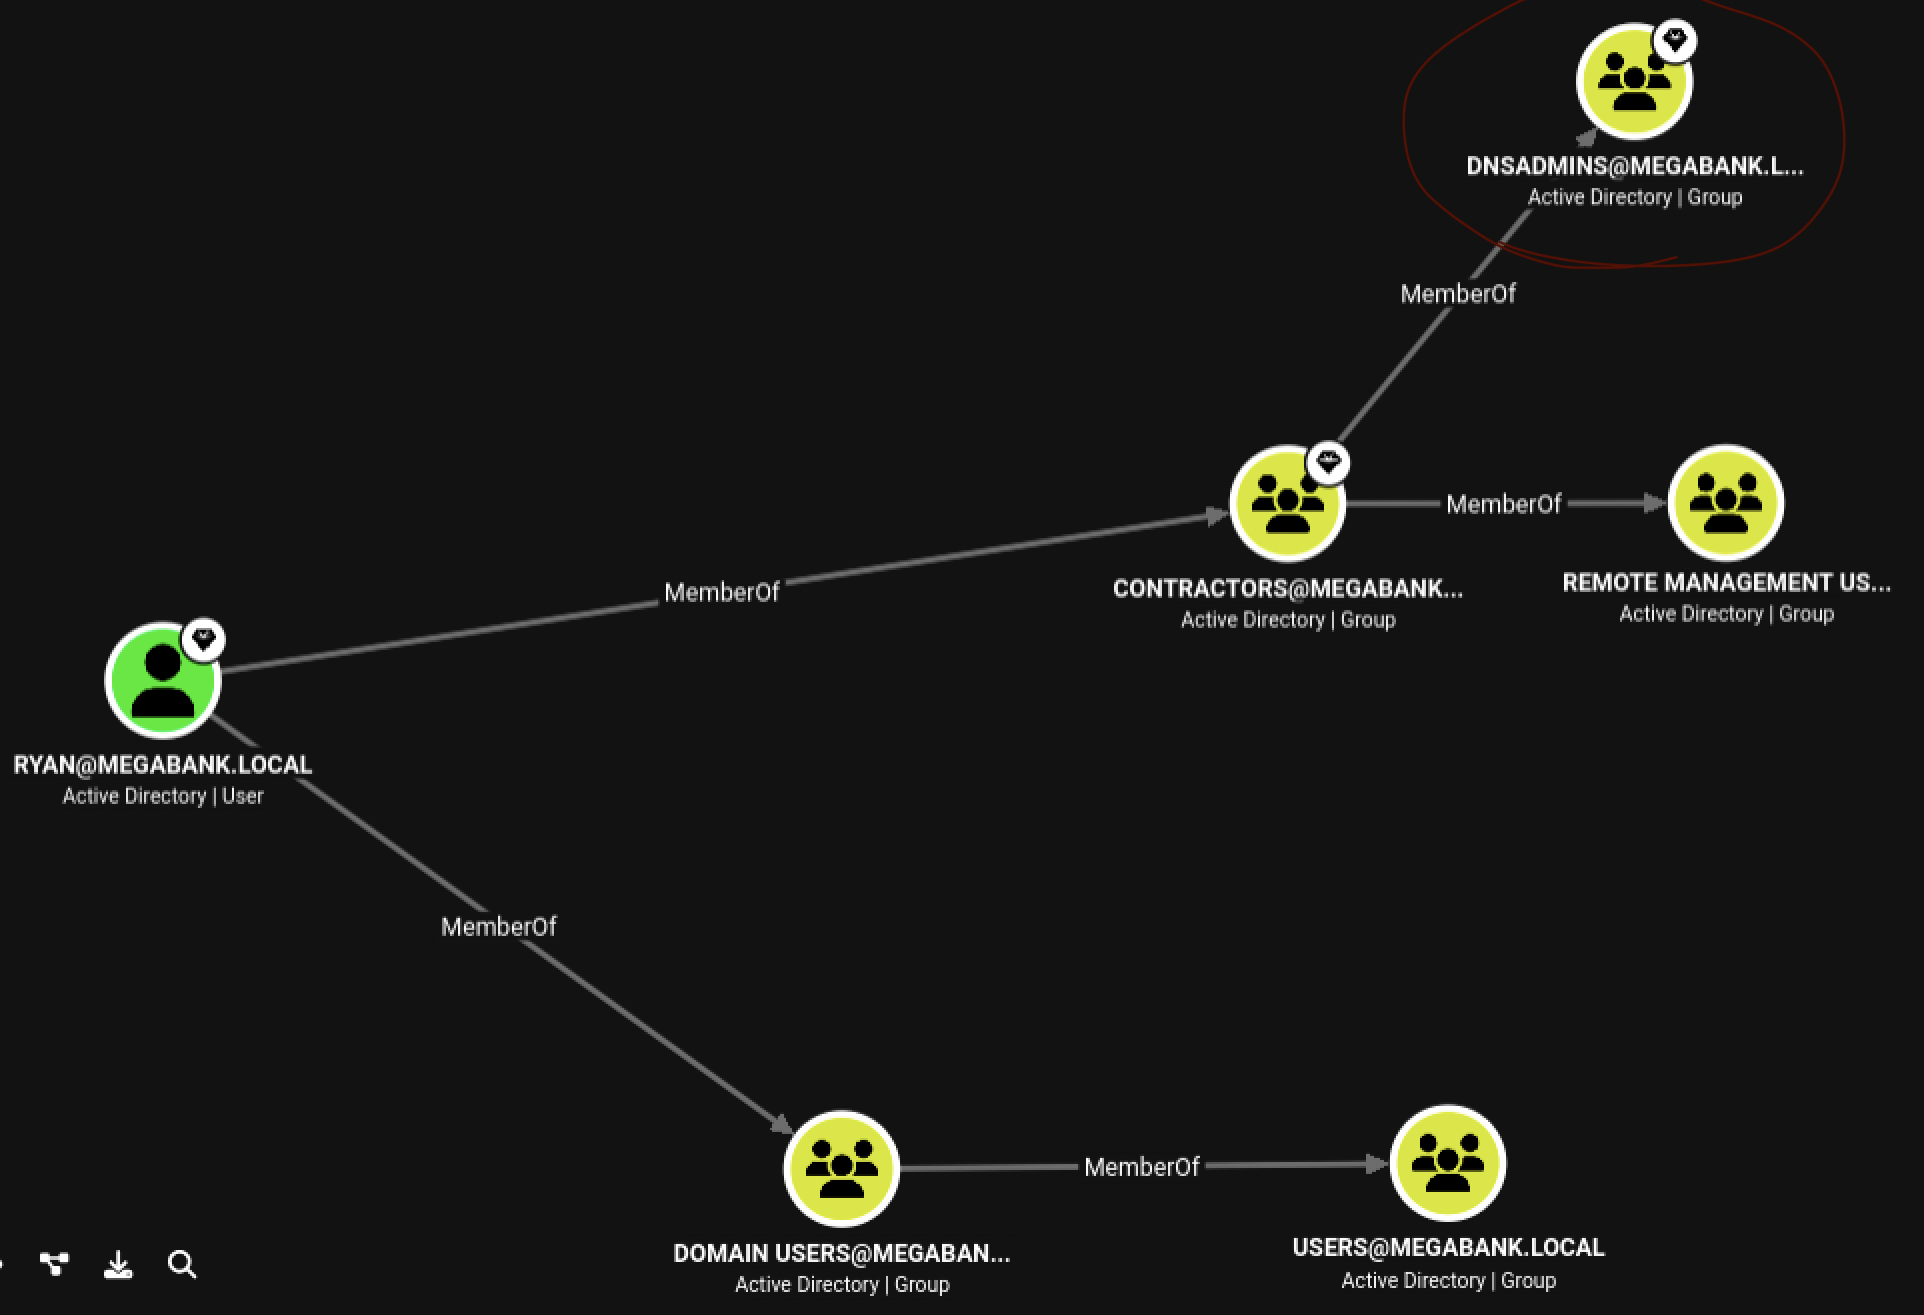 DNSADMINS@MEGABANK.L...
Active Directory | Group
MemberOf
MemberOf
CONTRACTORS@MEGABANK...
Active Directory | Group
REMOTE MANAGEMENT US...
Active Directory | Group
MemberOf
RYAN@MEGABANK.LOCAL
Active Directory | User
MemberOf
MemberOf
DOMAIN USERS@MEGABAN...
Active Directory | Group
USERS@MEGABANK.LOCAL
Active Directory | Group